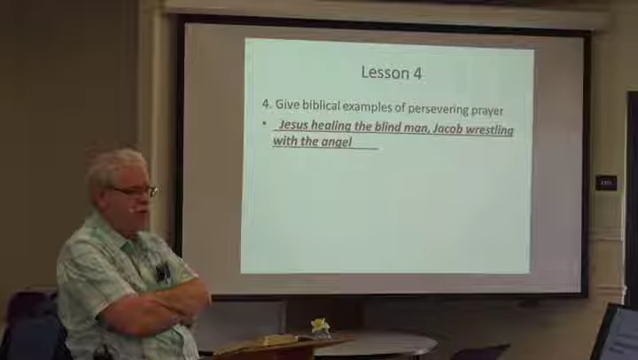 Lesson 4
4. Give biblical examples of persevering prayer
• Jesus healing the blind man, Jacob wrestling
with the angel